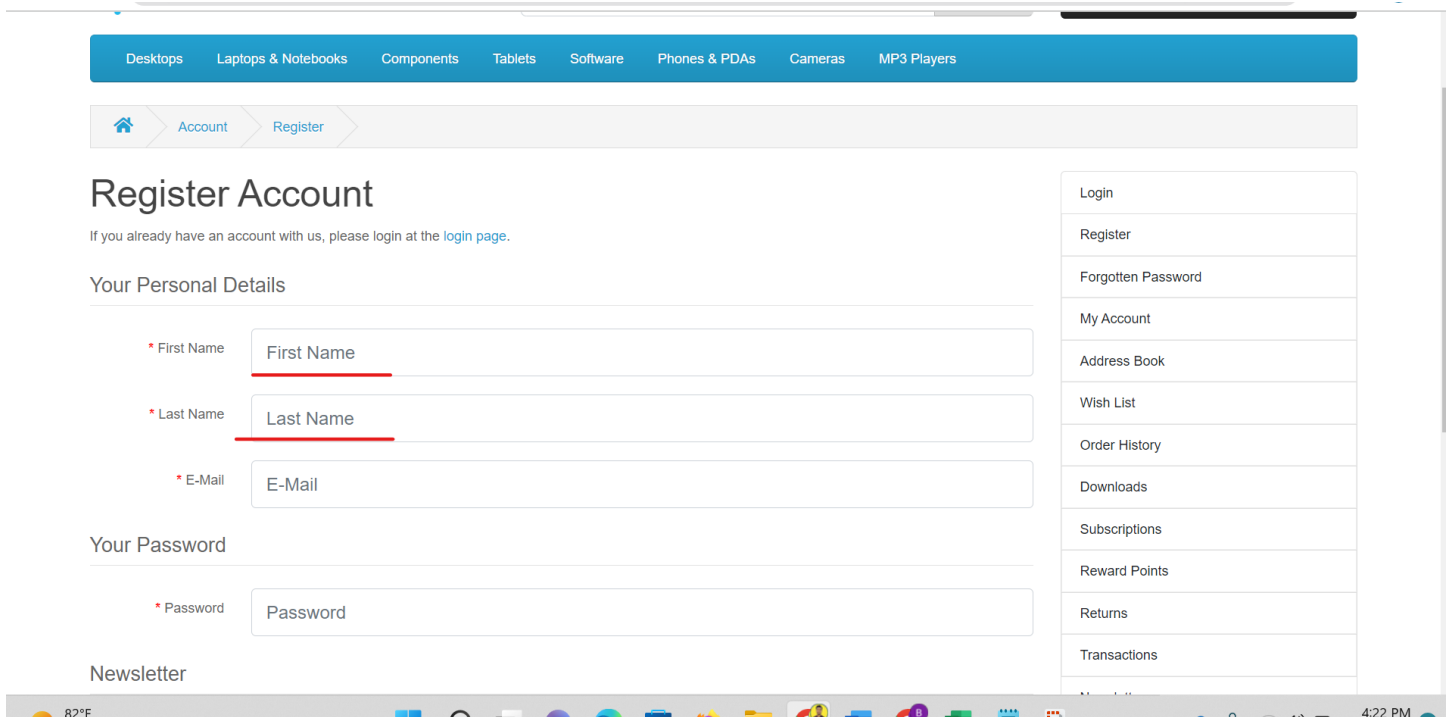 Desktops Laptops & Notebooks Components Tablets Software Phones & PDAs Cameras MP3 Players
Account Register
Register Account
If you already have an account with us, please login at the login page.
Your Personal Details
* First Name First Name
* Last Name Last Name
* E-Mail E-Mail
Your Password
* Password Password
Newsletter
Login
Register
Forgotten Password
My Account
Address Book
Wish List
Order History
Downloads
Subscriptions
Reward Points
Returns
Transactions
82°F
B
4:22 PM